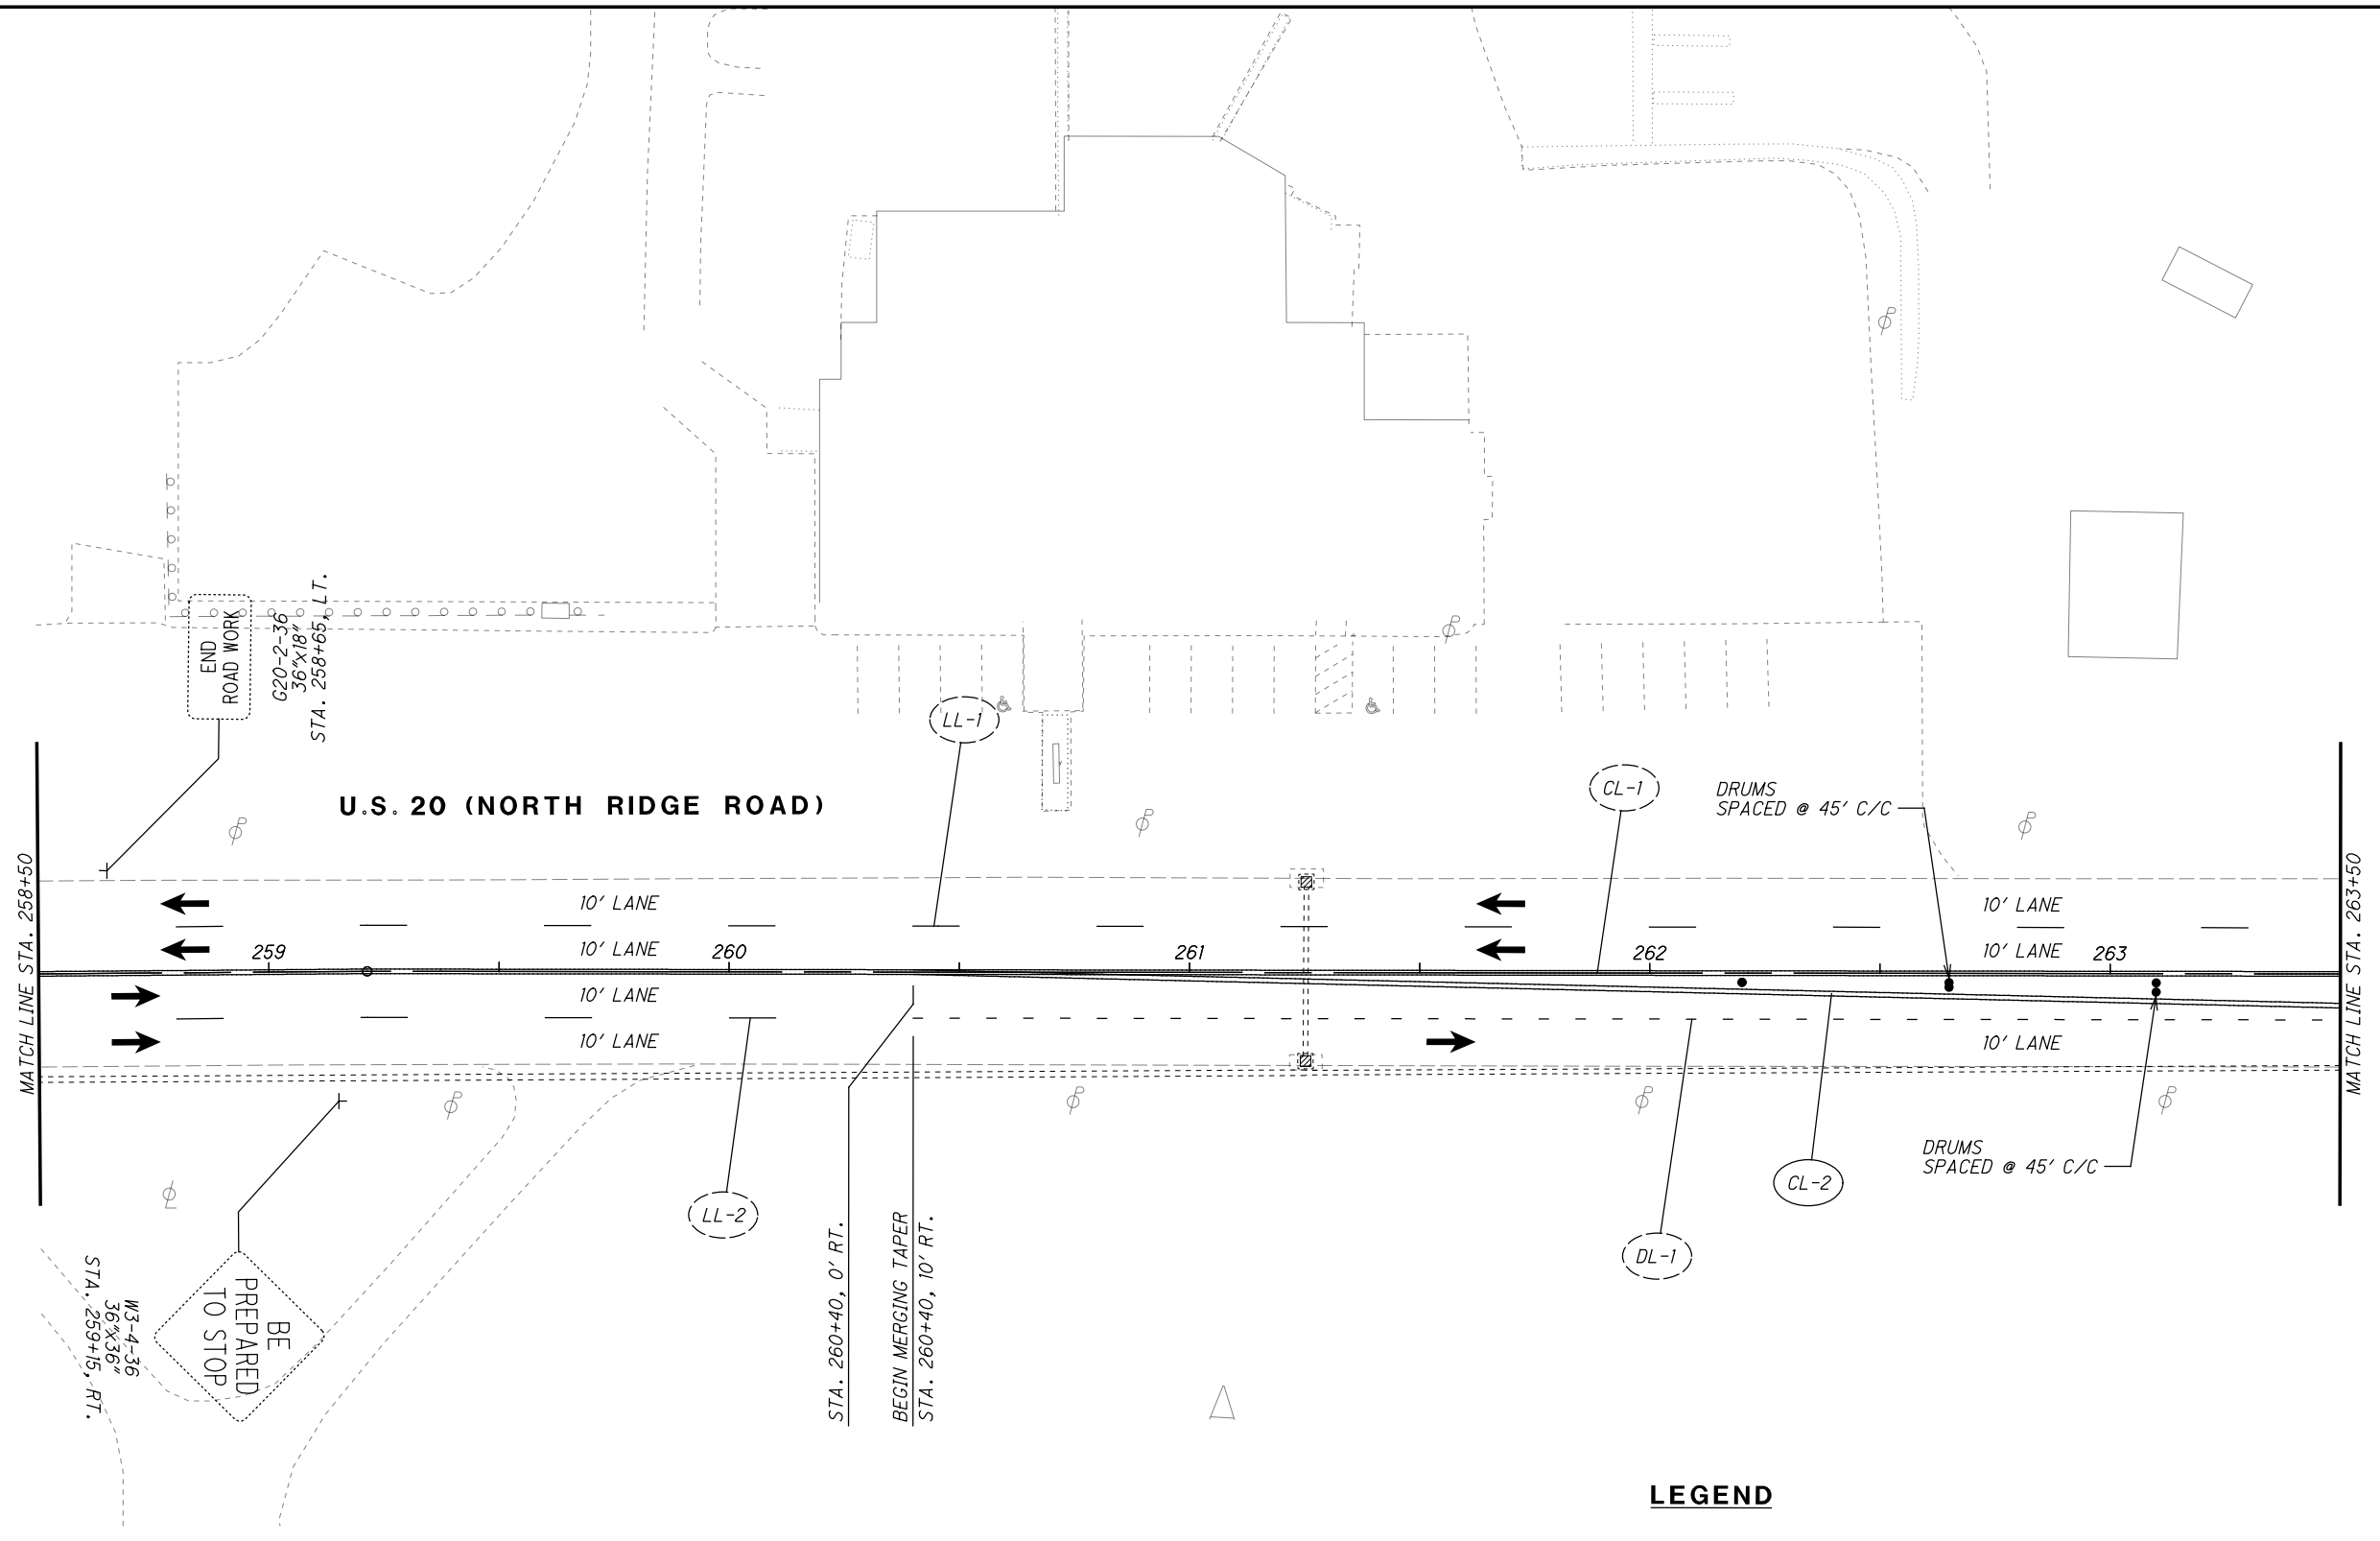 END
ROAD WORK
G20-2-36
36"x18"
STA. 258+65, LT.
LL-1
CL-1
DRUMS
SPACED @ 45' C/C
U.S. 20 (NORTH RIDGE ROAD)
MATCH LINE STA. 258+50
MATCH LINE STA. 263+50
10' LANE
10' LANE
10' LANE
10' LANE
259
260
261
262
263
10' LANE
10' LANE
10' LANE
DRUMS
SPACED @ 45' C/C
CL-2
LL-2
DL-1
STA. 260+40, 0' RT.
BEGIN MERGING TAPER
STA. 260+40, 10' RT.
BE
PREPARED
TO STOP
W3-4-36
36"x36"
STA. 259+15, RT.
LEGEND